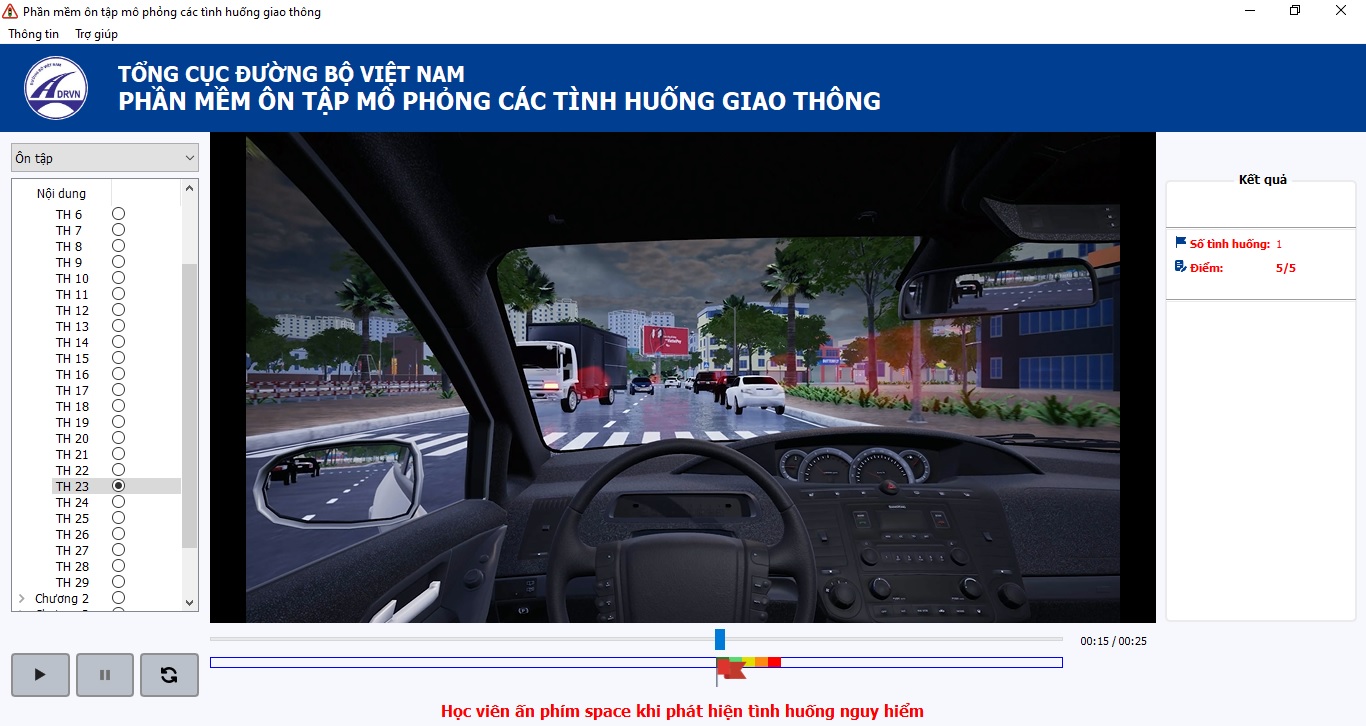 Phần mềm ôn tập mô phỏng các tình huống giao thông
Thông tin Trợ giúp
ĐƯỜNG BỘ VIỆT NAM
DRVN
TỔNG CỤC ĐƯỜNG BỘ VIỆT NAM
PHẦN MỀM ÔN TẬP MÔ PHỎNG CÁC TÌNH HUỐNG GIAO THÔNG
Ôn tập
Nội dung
TH 6
TH 7
TH 8
TH 9
TH 10
TH 11
TH 12
TH 13
TH 14
TH 15
TH 16
TH 17
TH 18
TH 19
TH 20
TH 21
TH 22
TH 23
TH 24
TH 25
TH 26
TH 27
TH 28
TH 29
Chương 2
Kết quả
Số tình huống: 1
Điểm: 5/5
00:15 / 00:25
Học viên ấn phím space khi phát hiện tình huống nguy hiểm